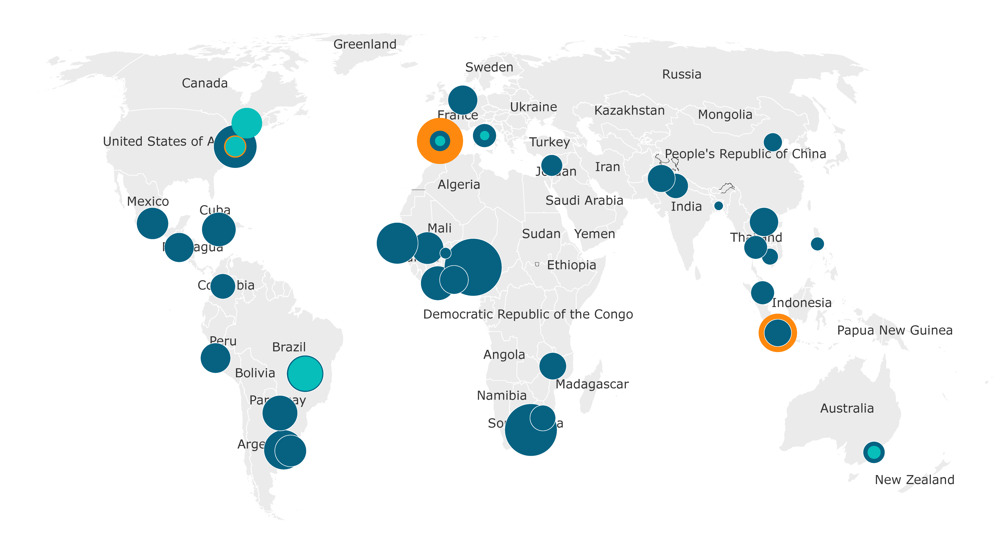 Greenland
Sweden
Russia
Canada
Ukraine
Kazakhstan
Mongolia
France
United States of A
Turkey
People's Republic of China
Iran
Algeria
Saudi Arabia
Mexico
India
Cuba
Mali
Sudan
Yemen
Ethiopia
Indonesia
Democratic Republic of the Congo
Papua New Guinea
Peru
Brazil
Angola
Bolivia
Madagascar
Namibia
Australia
New Zealand